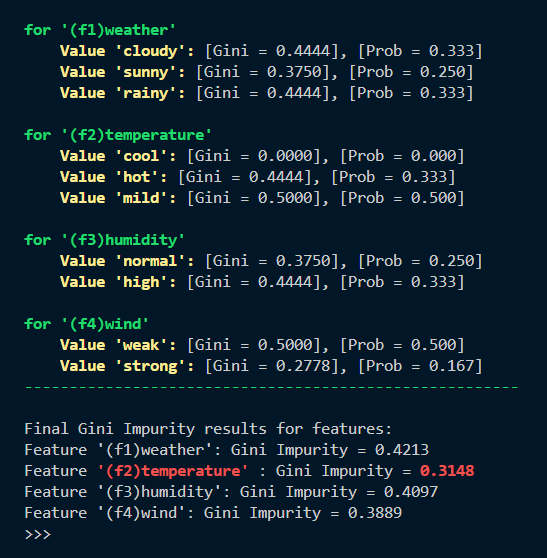 for '(f1)weather'
Value 'cloudy': [Gini = 0.4444], [Prob = 0.333]
Value 'sunny': [Gini = 0.3750], [Prob = 0.250]
Value 'rainy': [Gini = 0.4444], [Prob = 0.333]
for '(f2)temperature'
Value 'cool': [Gini = 0.0000], [Prob = 0.000]
Value 'hot': [Gini = 0.4444], [Prob = 0.333]
Value 'mild': [Gini = 0.5000], [Prob = 0.500]
for '(f3)humidity'
Value 'normal': [Gini = 0.3750], [Prob = 0.250]
Value 'high': [Gini = 0.4444], [Prob = 0.333]
for '(f4)wind'
Value 'weak': [Gini = 0.5000], [Prob = 0.500]
Value 'strong': [Gini = 0.2778], [Prob = 0.167]
-------------------------------------------------------
Final Gini Impurity results for features:
Feature '(f1)weather': Gini Impurity = 0.4213
Feature '(f2)temperature' : Gini Impurity = 0.3148
Feature '(f3)humidity': Gini Impurity = 0.4097
Feature '(f4)wind': Gini Impurity = 0.3889
>>>